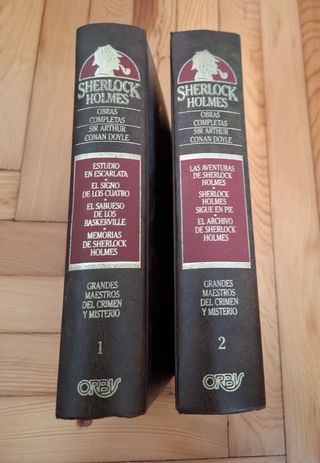 SHERLOCK
HOLMES
OBRAS
COMPLETAS
SIR ARTHUR
CONAN DOYLE
ESTUDIO
EN ESCARLATA
•
EL SIGNO
DE LOS CUATRO
•
EL SABUESO
DE LOS
BASKERVILLE
•
MEMORIAS
DE SHERLOCK
HOLMES
GRANDES
MAESTROS
DEL CRIMEN
Y MISTERIO
1
ORBIS
SHERLOCK
HOLMES
OBRAS
COMPLETAS
SIR ARTHUR
CONAN DOYLE
LAS AVENTURAS
DE SHERLOCK
HOLMES
•
SHERLOCK
HOLMES
SIGUE EN PIE
•
EL ARCHIVO
DE SHERLOCK
HOLMES
GRANDES
MAESTROS
DEL CRIMEN
Y MISTERIO
2
ORBIS